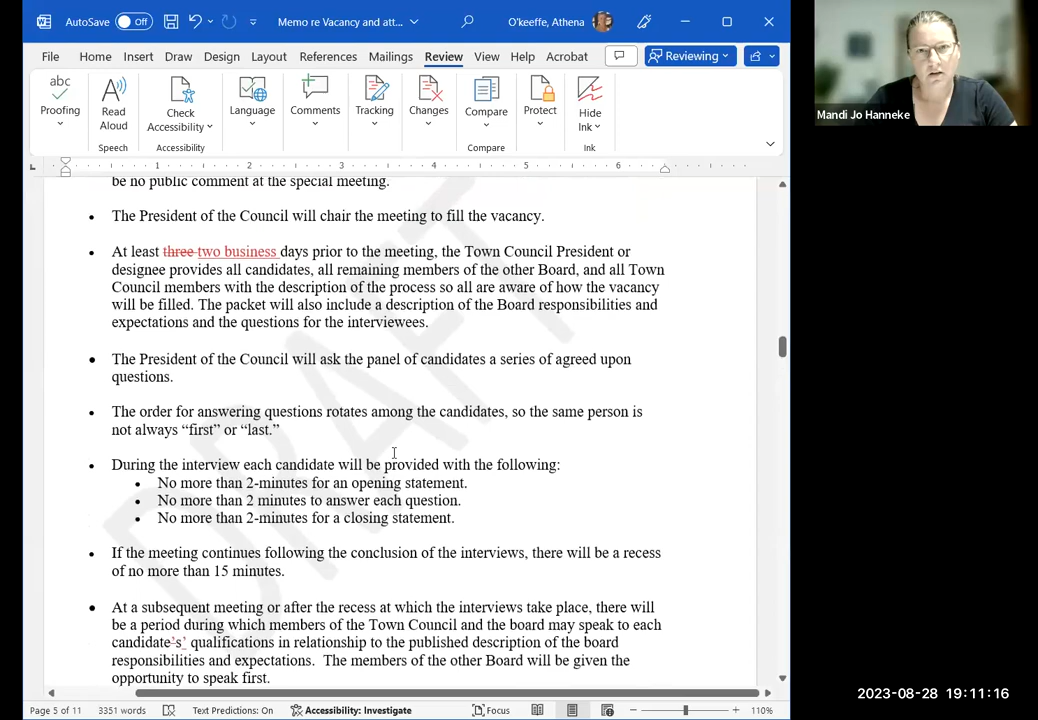 AutoSave Off Memo re Vacancy and att... O'keeffe, Athena
File Home Insert Draw Design Layout References Mailings Review View Help Acrobat Reviewing
abc
Proofing Read Aloud Check Accessibility Language Comments Tracking Changes Compare Protect Hide Ink
Speech Accessibility Compare Ink
Mandi Jo Hanneke
1 2 3 4 5 6
be no public comment at the special meeting.
• The President of the Council will chair the meeting to fill the vacancy.
• At least three two business days prior to the meeting, the Town Council President or
designee provides all candidates, all remaining members of the other Board, and all Town
Council members with the description of the process so all are aware of how the vacancy
will be filled. The packet will also include a description of the Board responsibilities and
expectations and the questions for the interviewees.
• The President of the Council will ask the panel of candidates a series of agreed upon
questions.
• The order for answering questions rotates among the candidates, so the same person is
not always “first” or “last.”
• During the interview each candidate will be provided with the following:
• No more than 2-minutes for an opening statement.
• No more than 2 minutes to answer each question.
• No more than 2-minutes for a closing statement.
• If the meeting continues following the conclusion of the interviews, there will be a recess
of no more than 15 minutes.
• At a subsequent meeting or after the recess at which the interviews take place, there will
be a period during which members of the Town Council and the board may speak to each
candidate’s’ qualifications in relationship to the published description of the board
responsibilities and expectations. The members of the other Board will be given the
opportunity to speak first.
DRAFT
Page 5 of 11 3351 words Text Predictions: On Accessibility: Investigate Focus 110%
2023-08-28 19:11:16